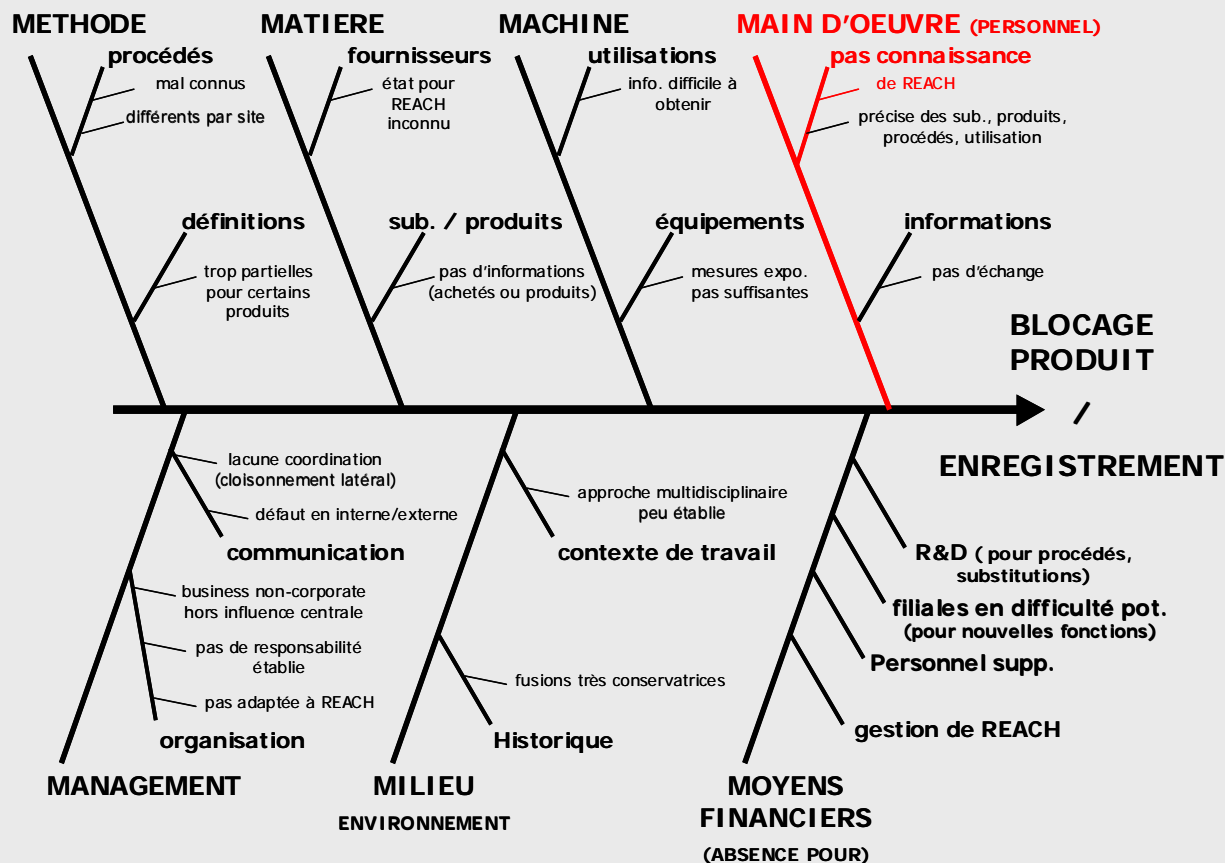 METHODE
procédés
mal connus
différents par site
définitions
trop partielles
pour certains
produits
MATIERE
fournisseurs
état pour
REACH
inconnu
sub. / produits
pas d'informations
(achetés ou produits)
MACHINE
utilisations
info. difficile à
obtenir
équipements
mesures expo.
pas suffisantes
MAIN D'OEUVRE (PERSONNEL)
pas connaissance
de REACH
précise des sub., produits,
procédés, utilisation
informations
pas d'échange
BLOCAGE
PRODUIT
/
ENREGISTREMENT
lacune coordination
(cloisonnement latéral)
défaut en interne/externe
communication
business non-corporate
hors influence centrale
pas de responsabilité
établie
pas adaptée à REACH
organisation
MANAGEMENT
approche multidisciplinaire
peu établie
contexte de travail
fusions très conservatrices
Historique
MILIEU
ENVIRONNEMENT
R&D ( pour procédés,
substitutions)
filiales en difficulté pot.
(pour nouvelles fonctions)
Personnel supp.
gestion de REACH
MOYENS
FINANCIERS
(ABSENCE POUR)